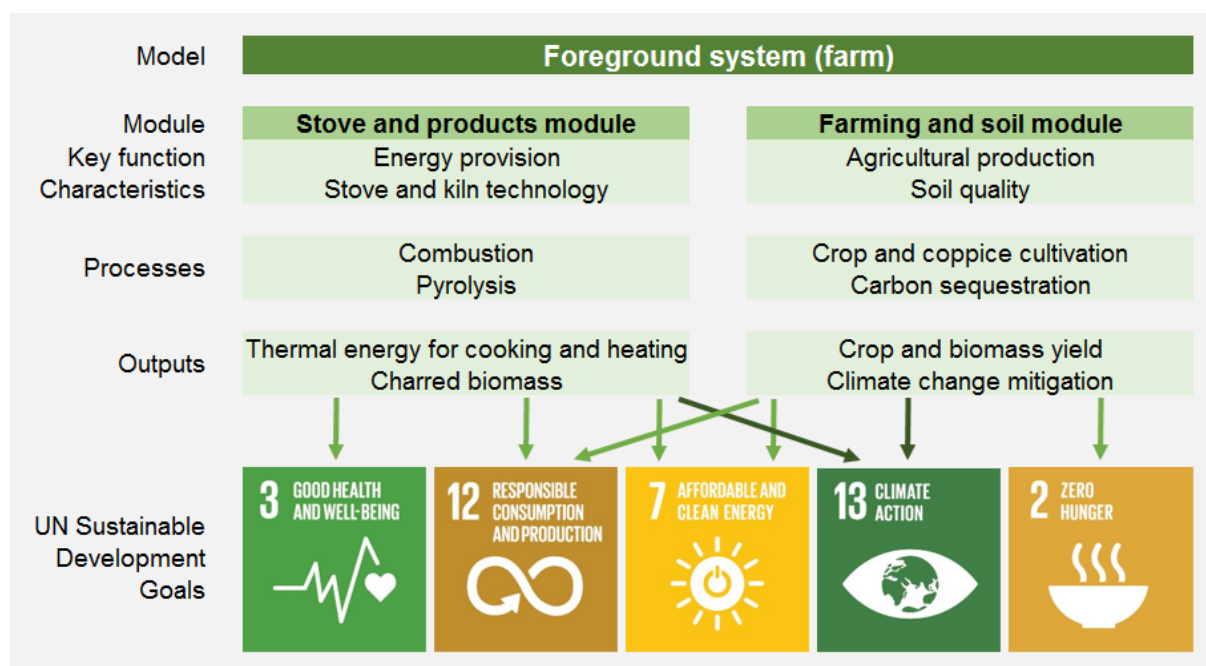 Model
Foreground system (farm)
Module
Stove and products module
Farming and soil module
Key function
Energy provision
Agricultural production
Characteristics
Stove and kiln technology
Soil quality
Processes
Combustion
Pyrolysis
Crop and coppice cultivation
Carbon sequestration
Outputs
Thermal energy for cooking and heating
Charred biomass
Crop and biomass yield
Climate change mitigation
UN Sustainable
Development
Goals
3 GOOD HEALTH
AND WELL-BEING
12 RESPONSIBLE
CONSUMPTION
AND PRODUCTION
7 AFFORDABLE AND
CLEAN ENERGY
13 CLIMATE
ACTION
2 ZERO
HUNGER